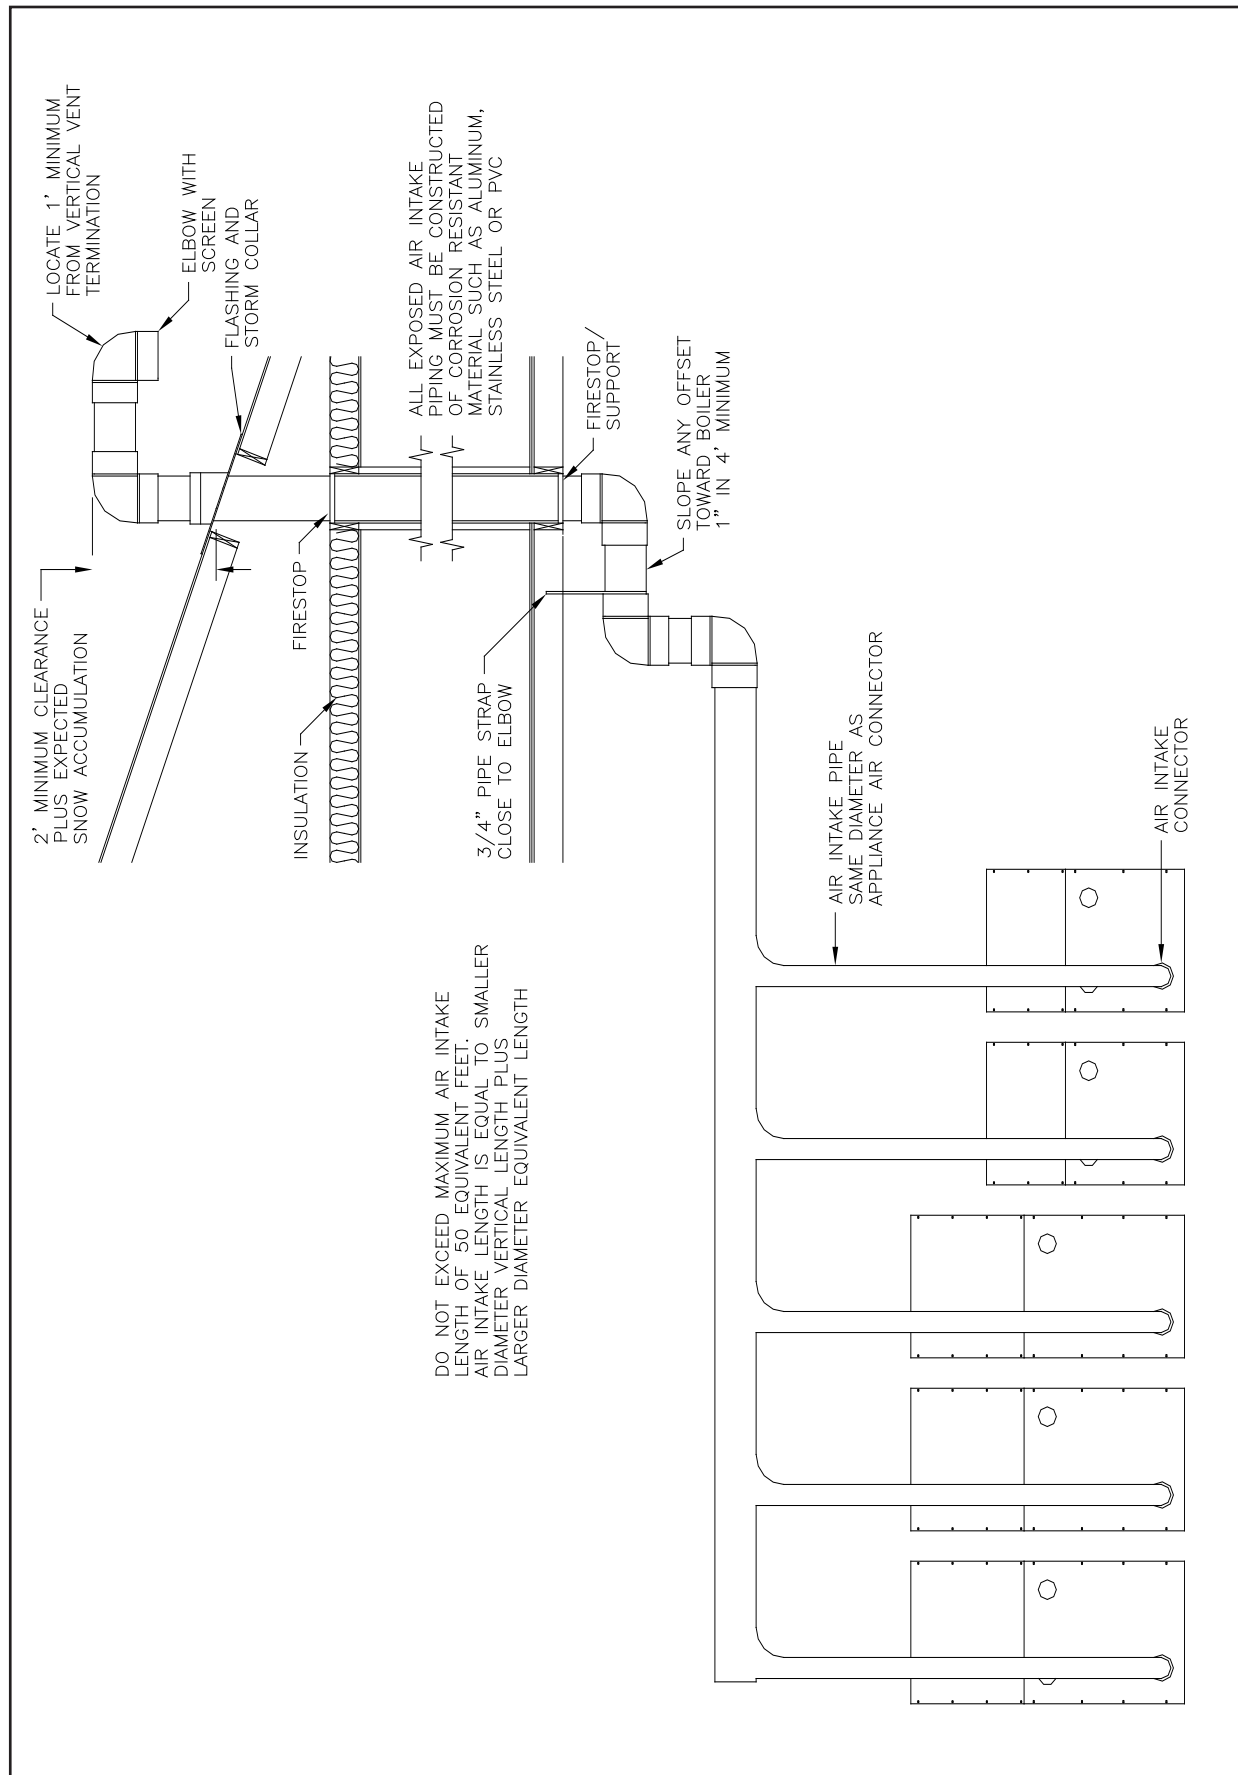 2' MINIMUM CLEARANCE
PLUS EXPECTED
SNOW ACCUMULATION
LOCATE 1' MINIMUM
FROM VERTICAL VENT
TERMINATION
ELBOW WITH
SCREEN
FLASHING AND
STORM COLLAR
FIRESTOP
INSULATION
ALL EXPOSED AIR INTAKE
PIPING MUST BE CONSTRUCTED
OF CORROSION RESISTANT
MATERIAL SUCH AS ALUMINUM,
STAINLESS STEEL OR PVC
3/4" PIPE STRAP
CLOSE TO ELBOW
FIRESTOP/
SUPPORT
SLOPE ANY OFFSET
TOWARD BOILER
1" IN 4' MINIMUM
DO NOT EXCEED MAXIMUM AIR INTAKE
LENGTH OF 50 EQUIVALENT FEET.
AIR INTAKE LENGTH IS EQUAL TO SMALLER
DIAMETER VERTICAL LENGTH PLUS
LARGER DIAMETER EQUIVALENT LENGTH
AIR INTAKE PIPE
SAME DIAMETER AS
APPLIANCE AIR CONNECTOR
AIR INTAKE
CONNECTOR